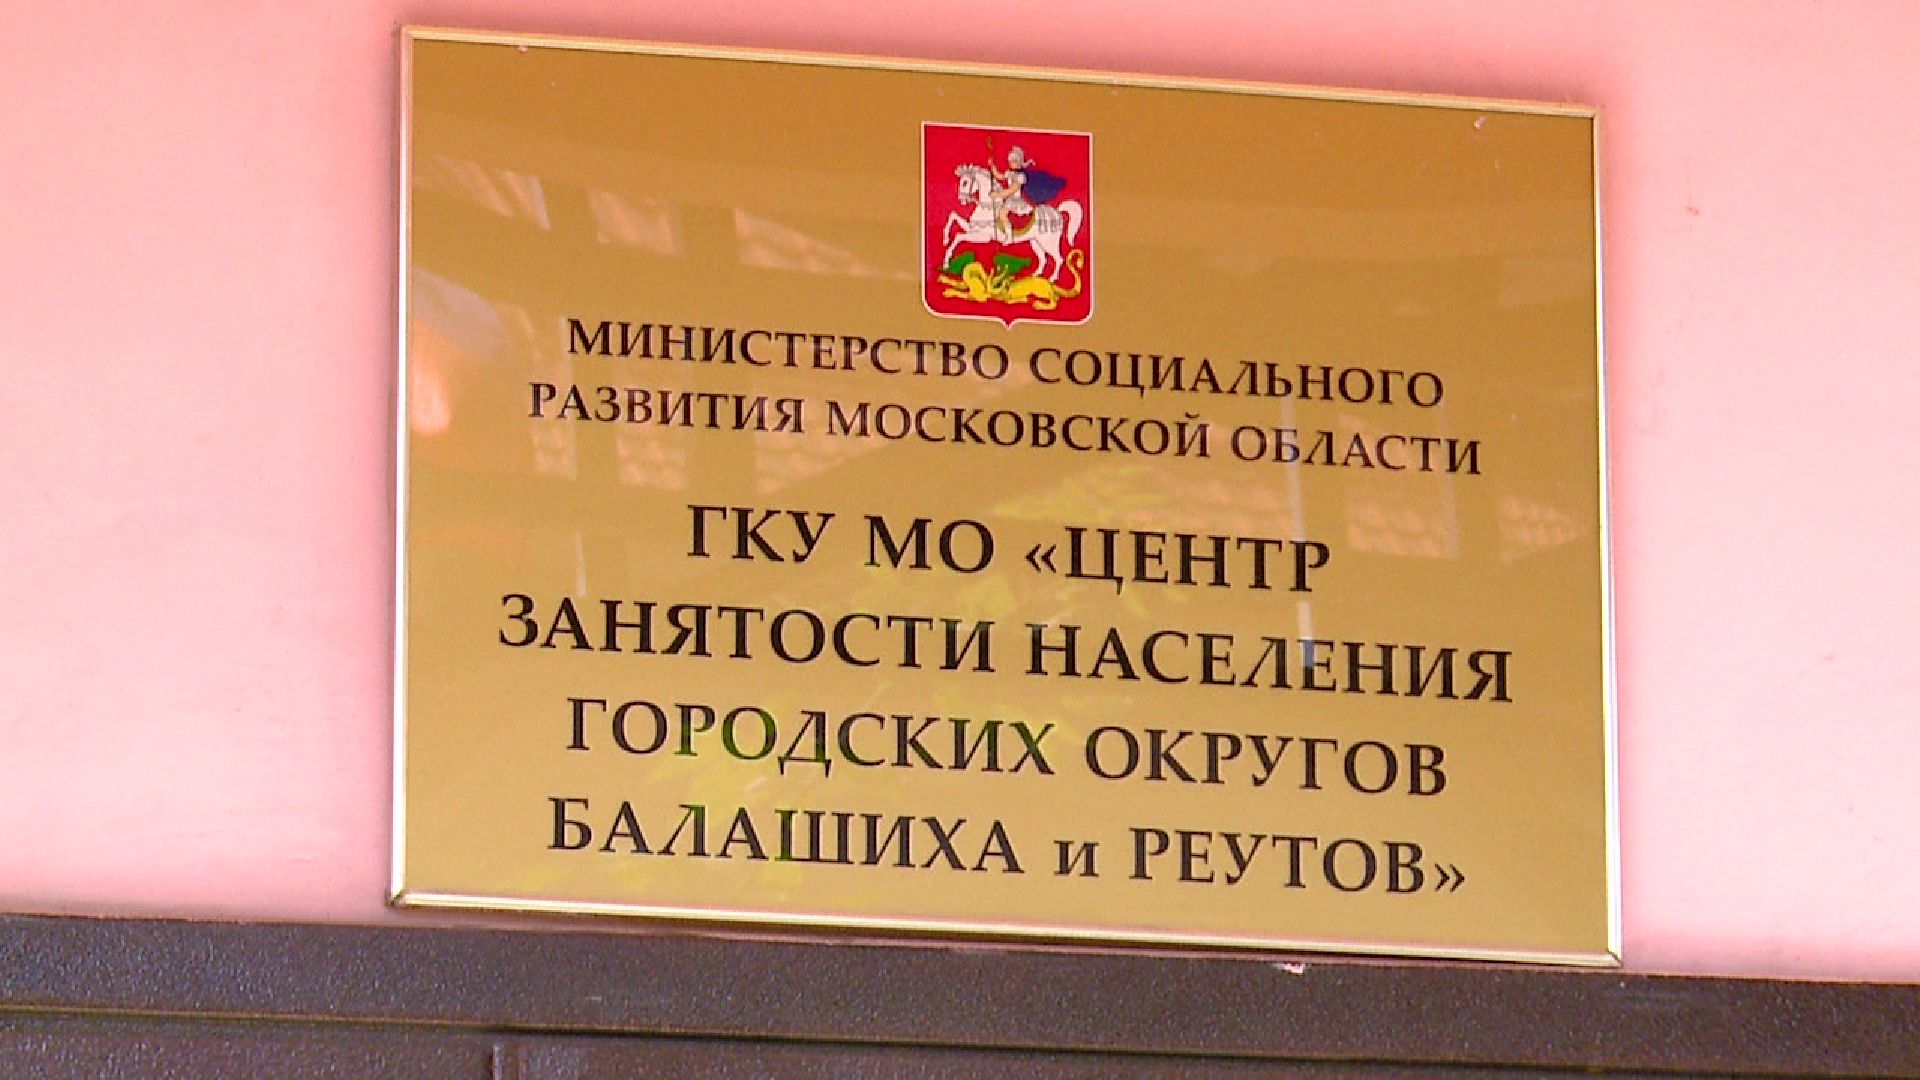 МИНИСТЕРСТВО СОЦИАЛЬНОГО
РАЗВИТИЯ МОСКОВСКОЙ ОБЛАСТИ
ГКУ МО «ЦЕНТР
ЗАНЯТОСТИ НАСЕЛЕНИЯ
ГОРОДСКИХ ОКРУГОВ
БАЛАШИХА и РЕУТОВ»